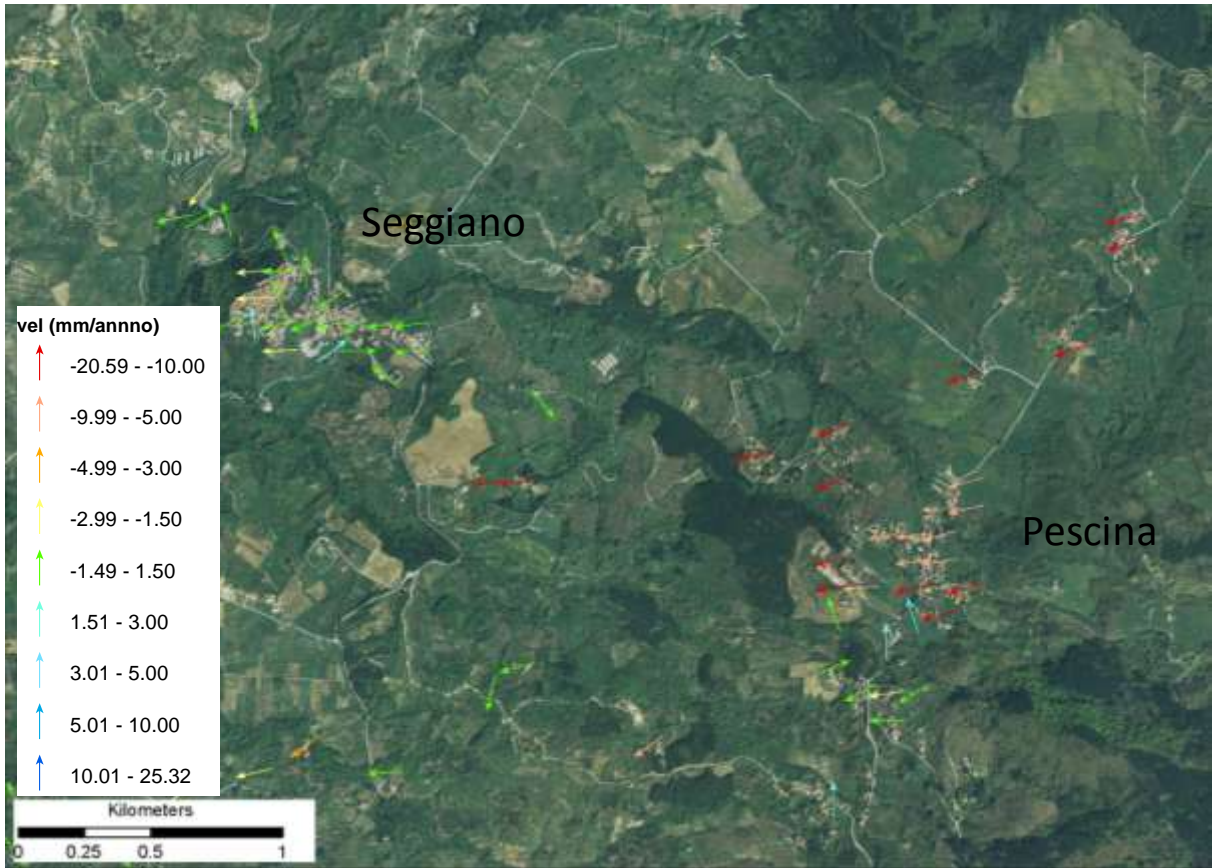 Seggiano
vel (mm/annno)
-20.59 - -10.00
-9.99 - -5.00
-4.99 - -3.00
-2.99 - -1.50
-1.49 - 1.50
1.51 - 3.00
3.01 - 5.00
5.01 - 10.00
10.01 - 25.32
Pescina
Kilometers
0 0.25 0.5 1